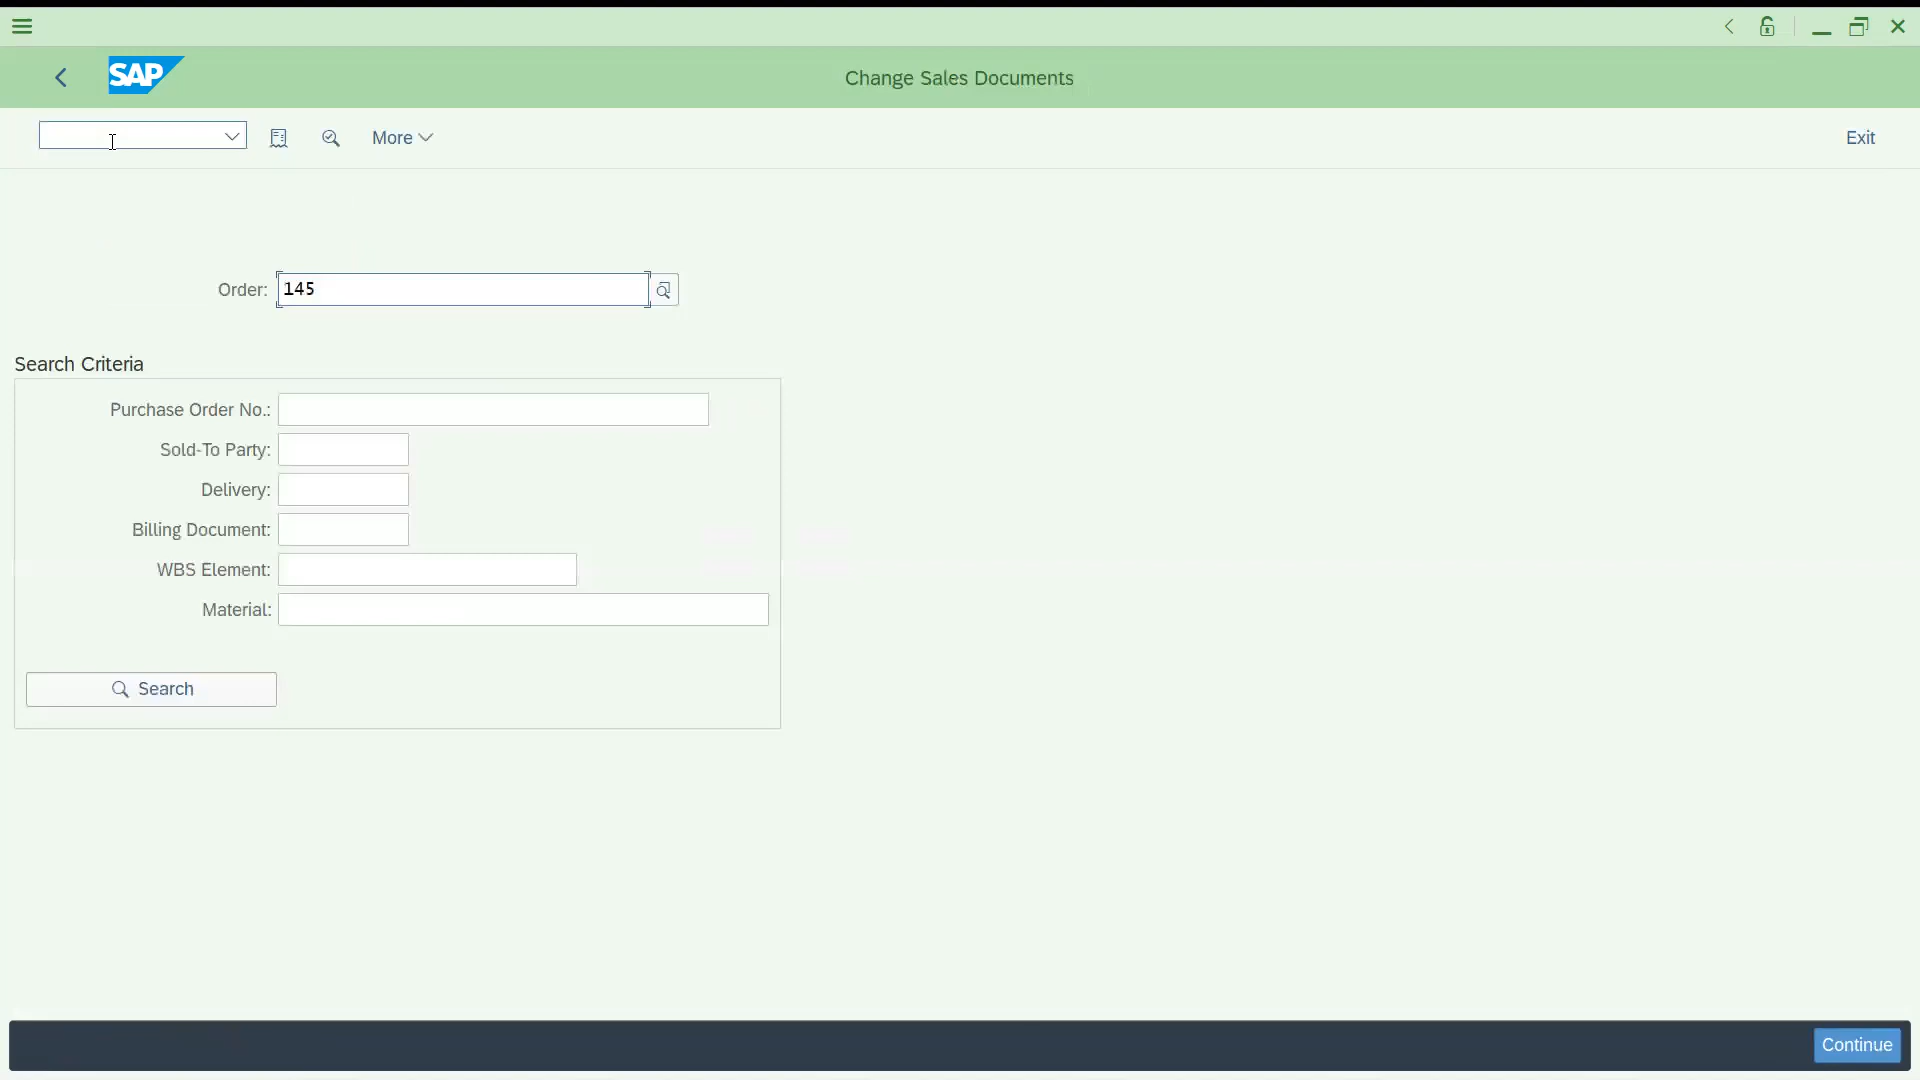 SAP
Change Sales Documents
More
Exit
Order: 145
Search Criteria
Purchase Order No.:
Sold-To Party:
Delivery:
Billing Document:
WBS Element:
Material:
Search
Continue